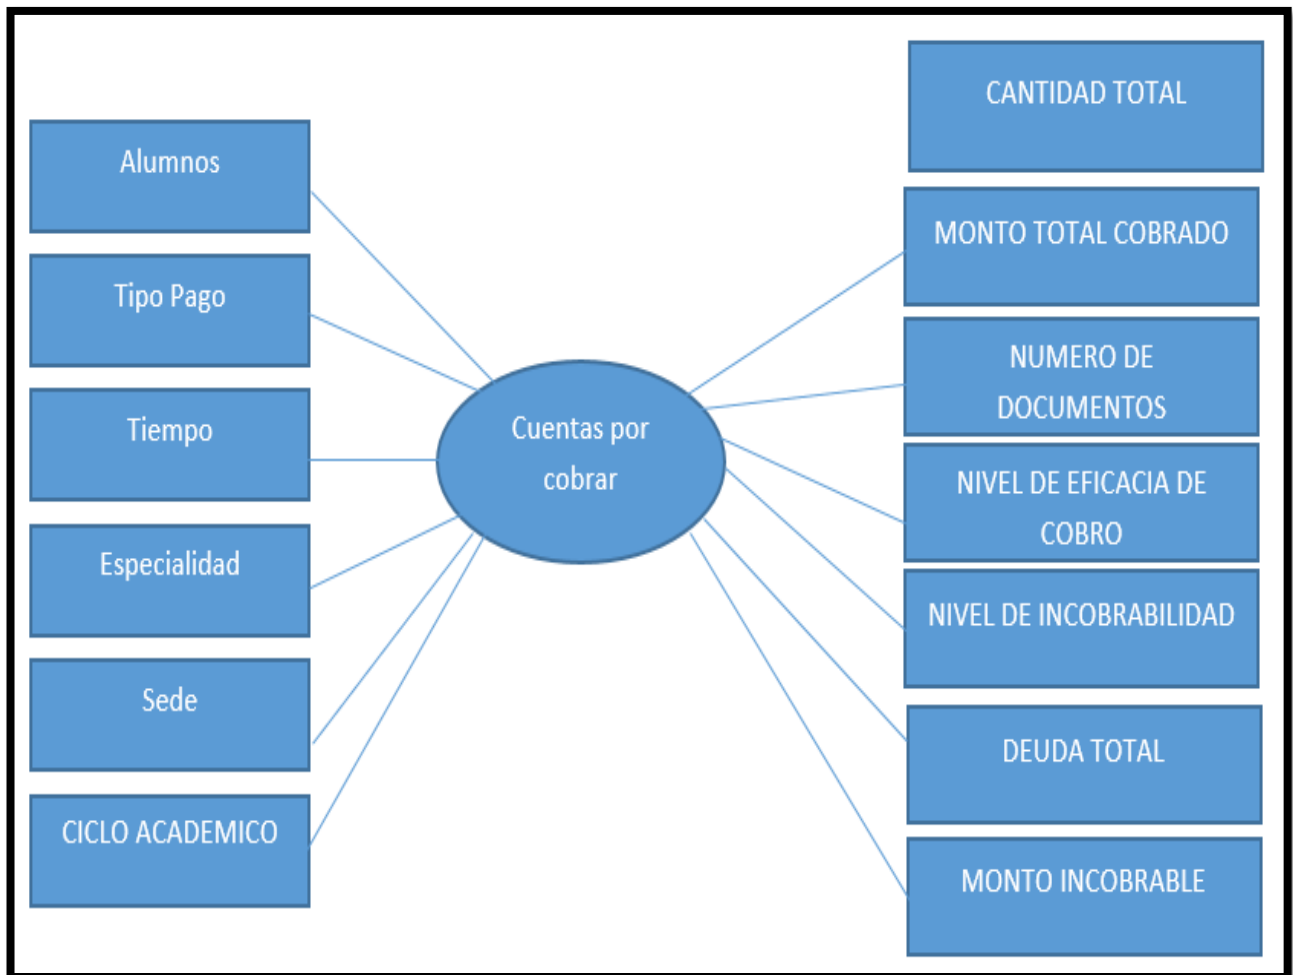 Alumnos
Tipo Pago
Tiempo
Especialidad
Sede
CICLO ACADEMICO
Cuentas por
cobrar
CANTIDAD TOTAL
MONTO TOTAL COBRADO
NUMERO DE
DOCUMENTOS
NIVEL DE EFICACIA DE
COBRO
NIVEL DE INCOBRABILIDAD
DEUDA TOTAL
MONTO INCOBRABLE